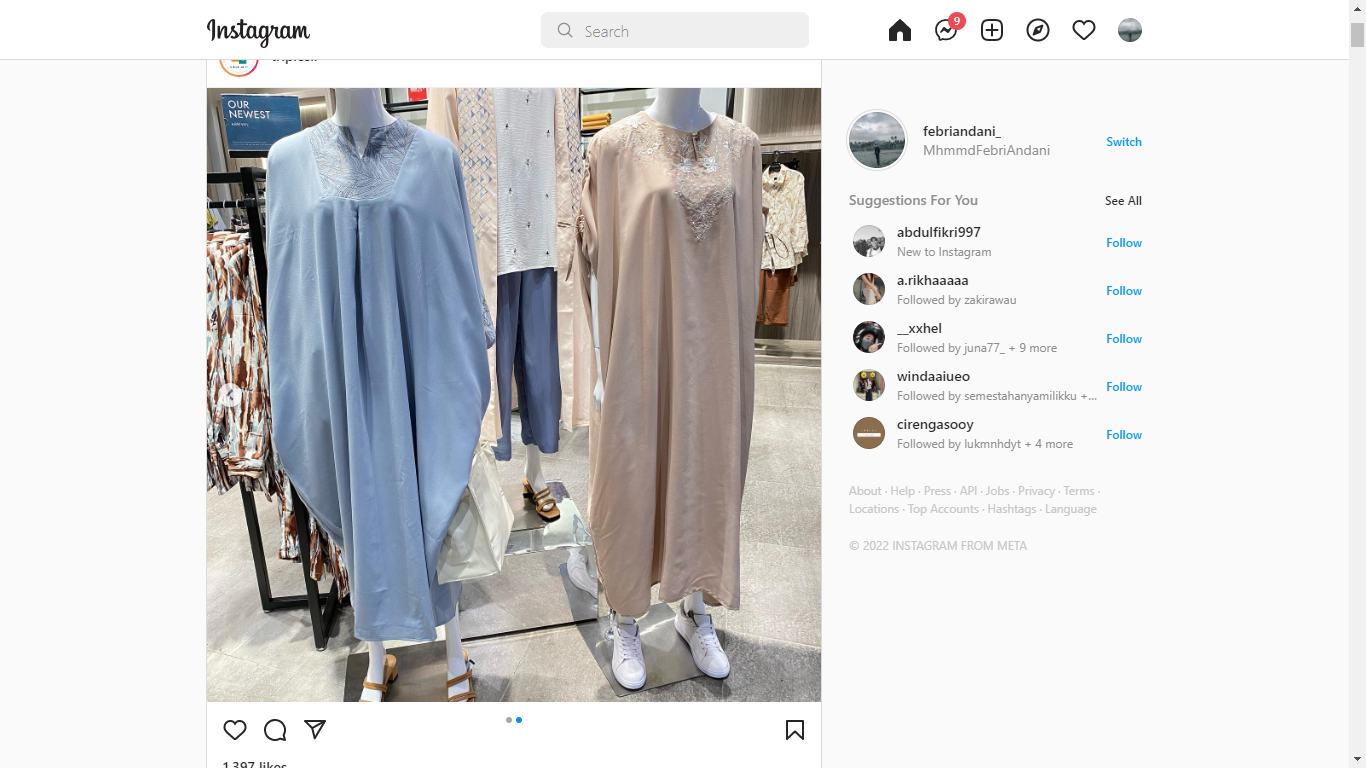 Instagram
Search
9
OUR
NEWEST
febriandani_
MhmmdFebriAndani
Switch
Suggestions For You
See All
abdulfikri997
New to Instagram
Follow
a.rikhaaaaa
Followed by zakirawau
Follow
__xxhel
Followed by juna77_ + 9 more
Follow
windaaiueo
Followed by semestahanyamilikku +...
Follow
cirengasooy
Followed by lukmnhdyt + 4 more
Follow
About · Help · Press · API · Jobs · Privacy · Terms ·
Locations · Top Accounts · Hashtags · Language
© 2022 INSTAGRAM FROM META
1,397 likes